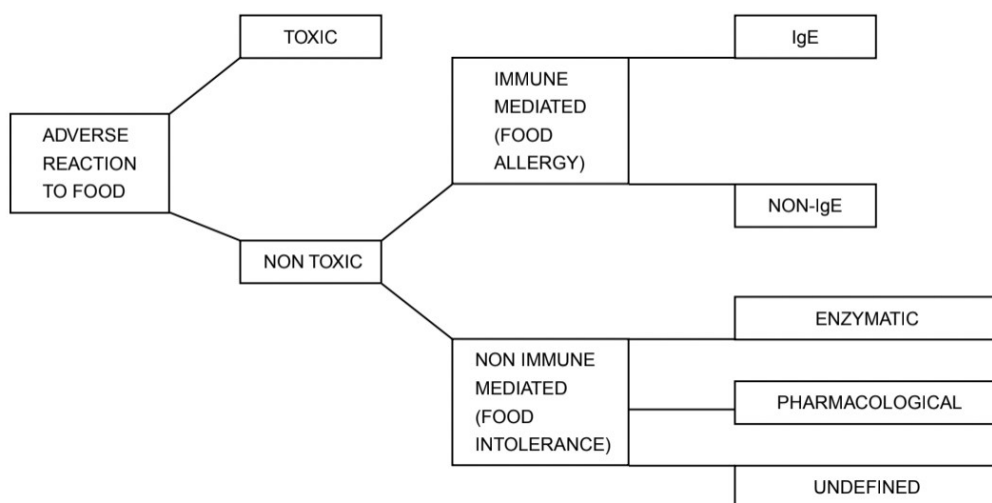 TOXIC
IgE
IMMUNE
MEDIATED
(FOOD
ALLERGY)
ADVERSE
REACTION
TO FOOD
NON-IgE
NON TOXIC
ENZYMATIC
NON IMMUNE
MEDIATED
(FOOD
INTOLERANCE)
PHARMACOLOGICAL
UNDEFINED